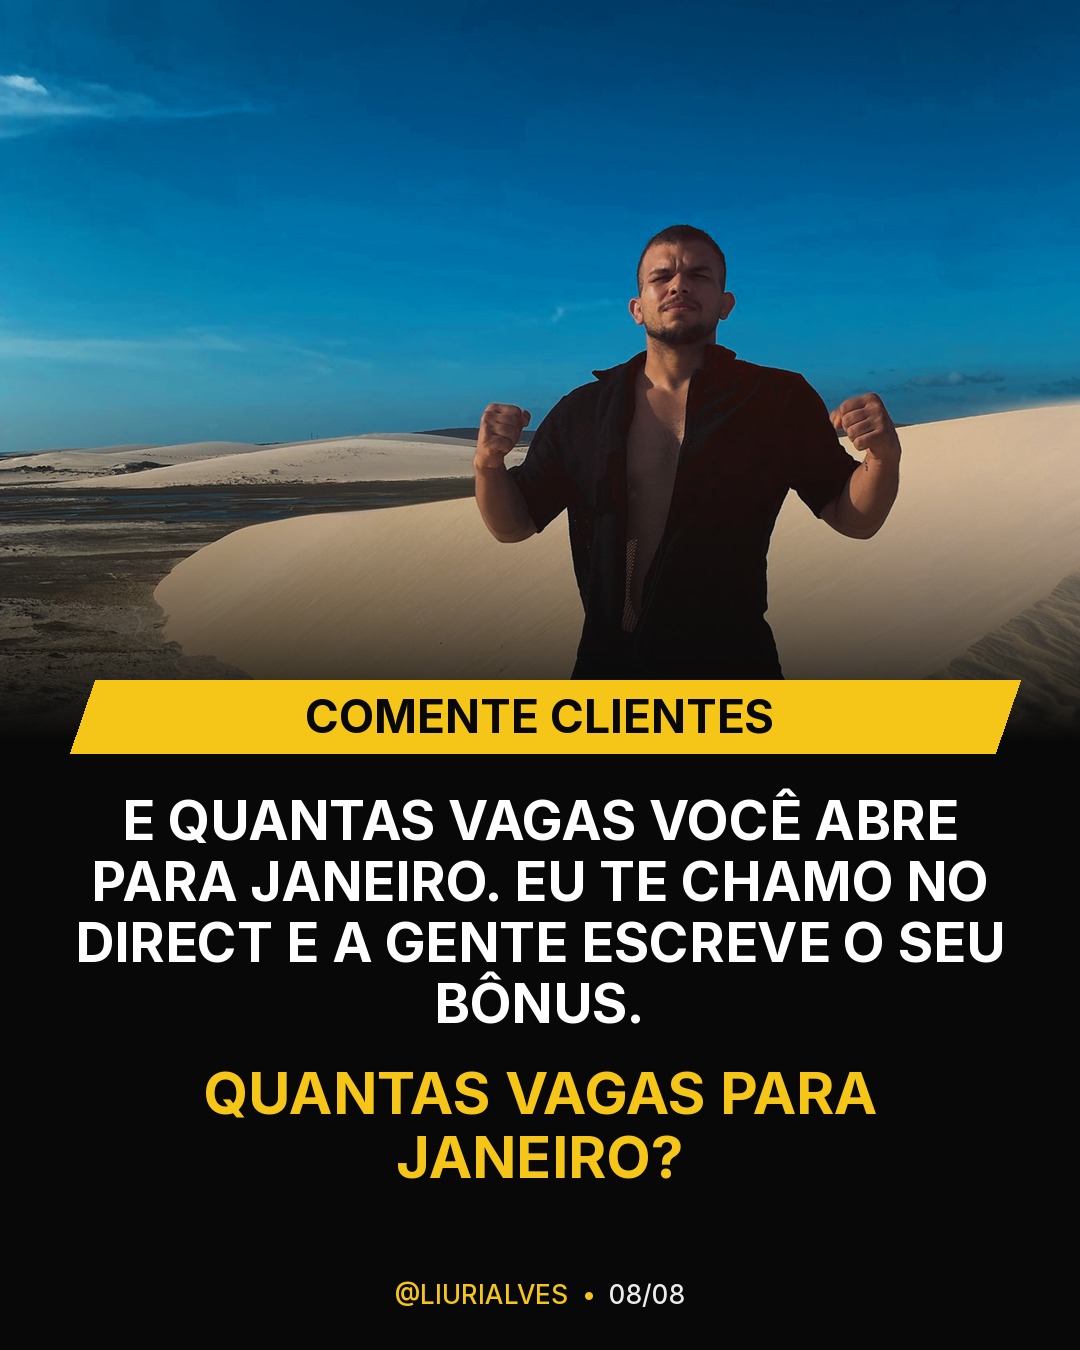 COMENTE CLIENTES
E QUANTAS VAGAS VOCÊ ABRE
PARA JANEIRO. EU TE CHAMO NO
DIRECT E A GENTE ESCREVE O SEU
BÔNUS.
QUANTAS VAGAS PARA
JANEIRO?
@LIURIALVES • 08/08